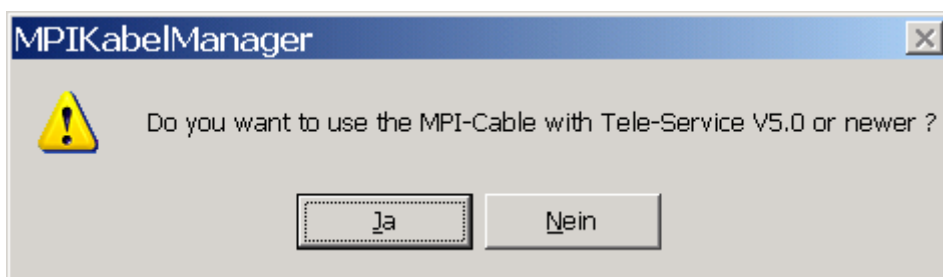 MPIKabelManager
Do you want to use the MPI-Cable with Tele-Service V5.0 or newer ?
Ja Nein